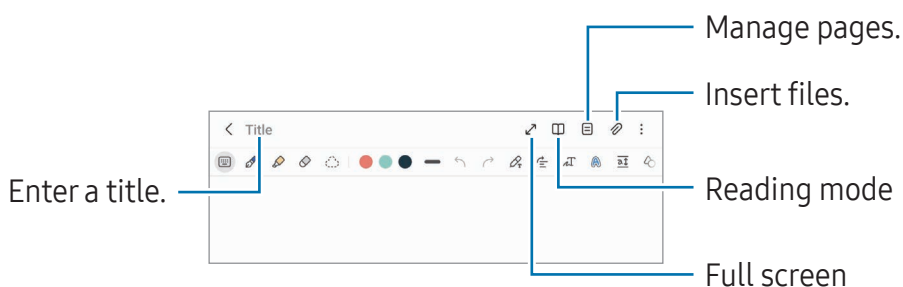 Manage pages.
Insert files.
Title
Enter a title.
Reading mode
Full screen